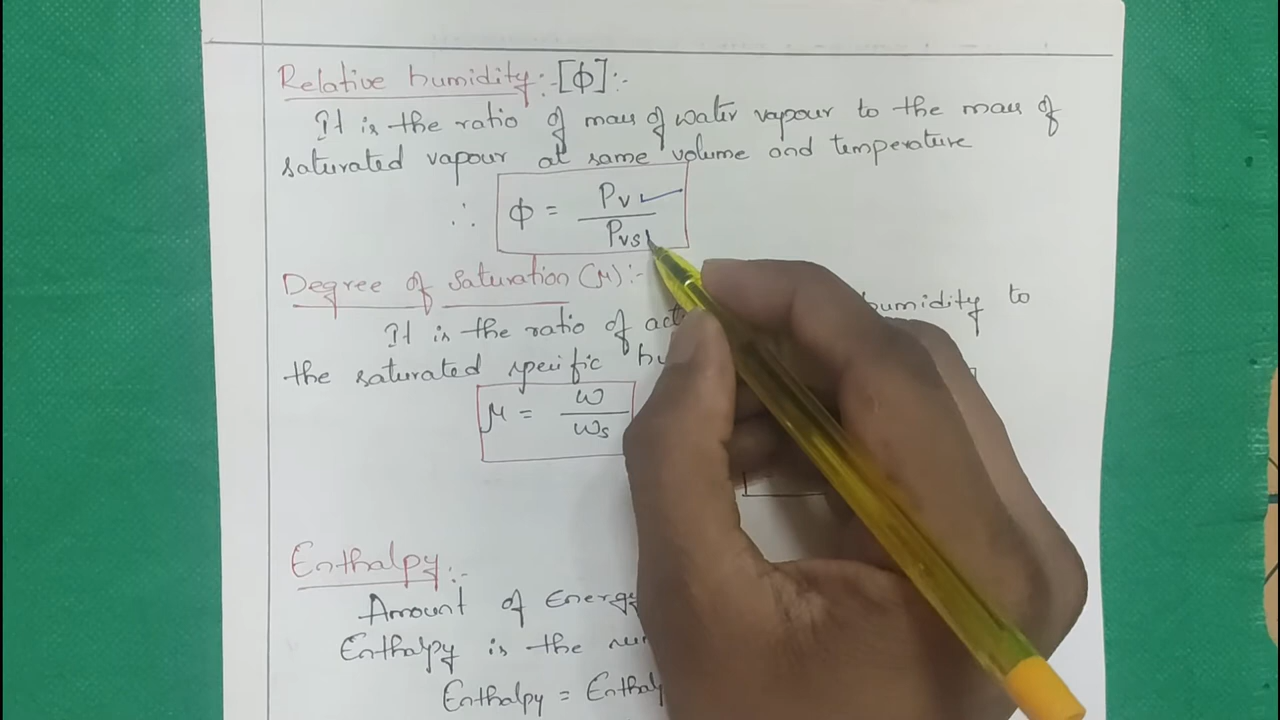 Relative humidity:- [ϕ]:-
It is the ratio of mass of water vapour to the mass of
saturated vapour at same volume and temperature
∴ ϕ = Pv / Pvs
Degree of saturation (μ):-
It is the ratio of humidity to
the saturated specific
μ = ω / ωs
Enthalpy:-
Amount of Energy
Enthalpy is the
Enthalpy =